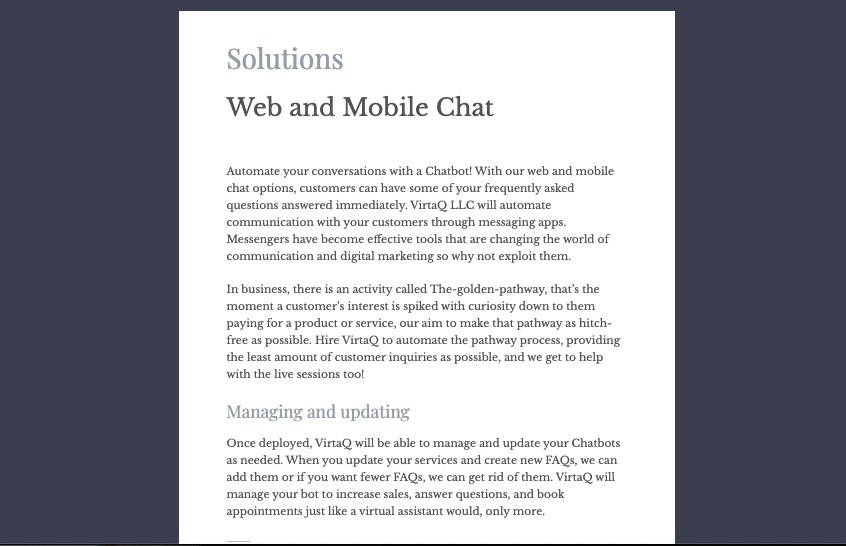 Solutions
Web and Mobile Chat
Automate your conversations with a Chatbot! With our web and mobile
chat options, customers can have some of your frequently asked
questions answered immediately. VirtaQ LLC will automate
communication with your customers through messaging apps.
Messengers have become effective tools that are changing the world of
communication and digital marketing so why not exploit them.
In business, there is an activity called The-golden-pathway, that's the
moment a customer's interest is spiked with curiosity down to them
paying for a product or service, our aim to make that pathway as hitch-
free as possible. Hire VirtaQ to automate the pathway process, providing
the least amount of customer inquiries as possible, and we get to help
with the live sessions too!
Managing and updating
Once deployed, VirtaQ will be able to manage and update your Chatbots
as needed. When you update your services and create new FAQs, we can
add them or if you want fewer FAQs, we can get rid of them. VirtaQ will
manage your bot to increase sales, answer questions, and book
appointments just like a virtual assistant would, only more.